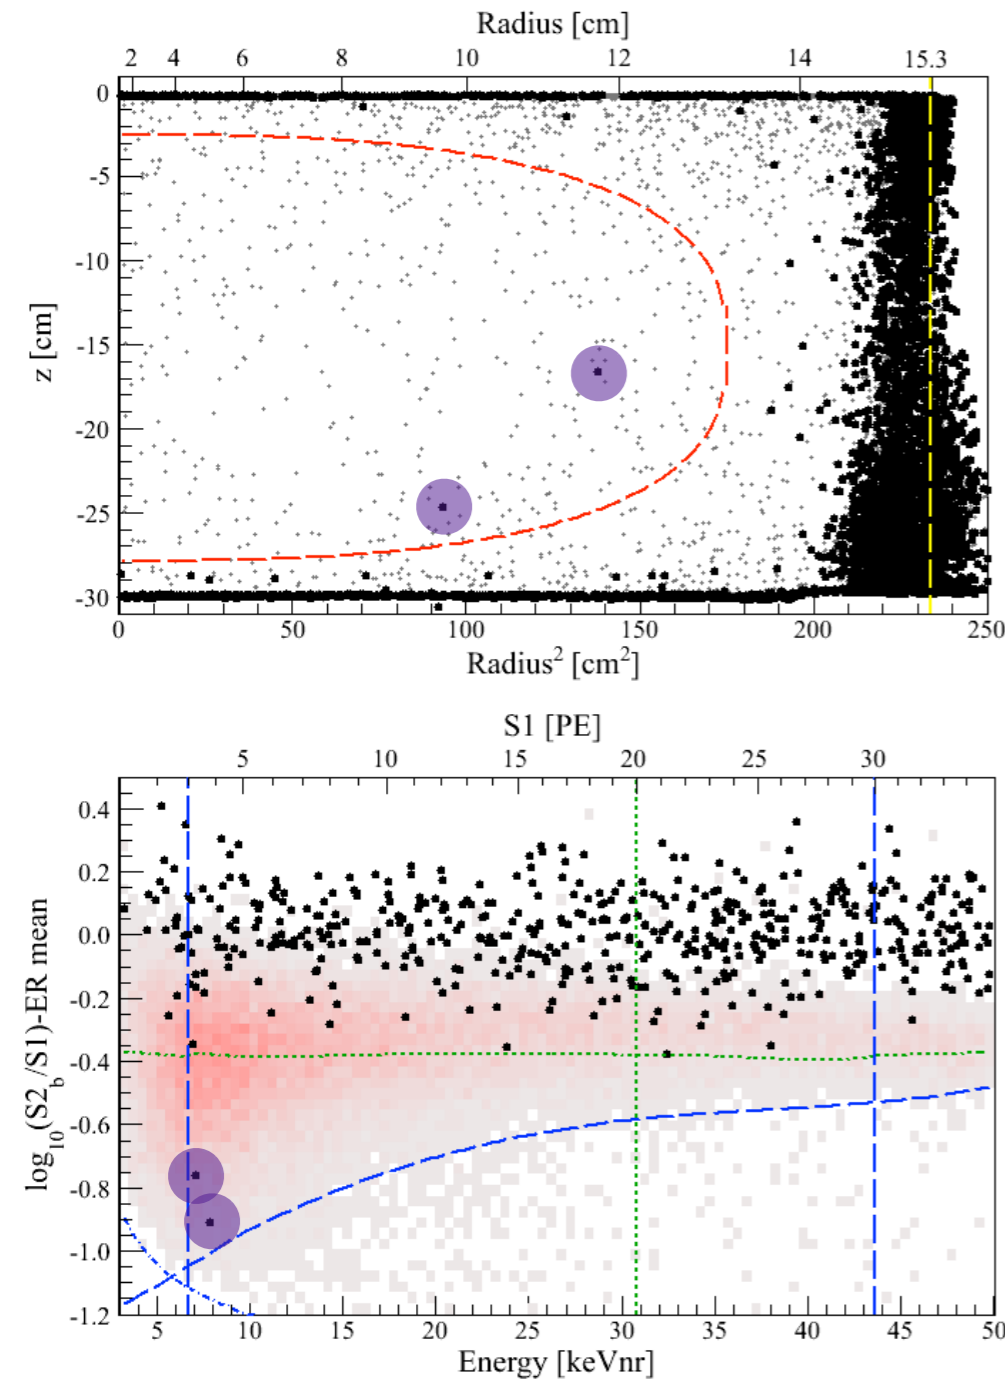 Radius [cm]
2 4 6 8 10 12 14 15.3
0
-5
-10
z [cm]
-15
-20
-25
-30
0 50 100 150 200 250
Radius² [cm²]
S1 [PE]
5 10 15 20 25 30
0.4
0.2
0.0
log₁₀(S2_b/S1)-ER mean
-0.2
-0.4
-0.6
-0.8
-1.0
-1.2
5 10 15 20 25 30 35 40 45 50
Energy [keVnr]